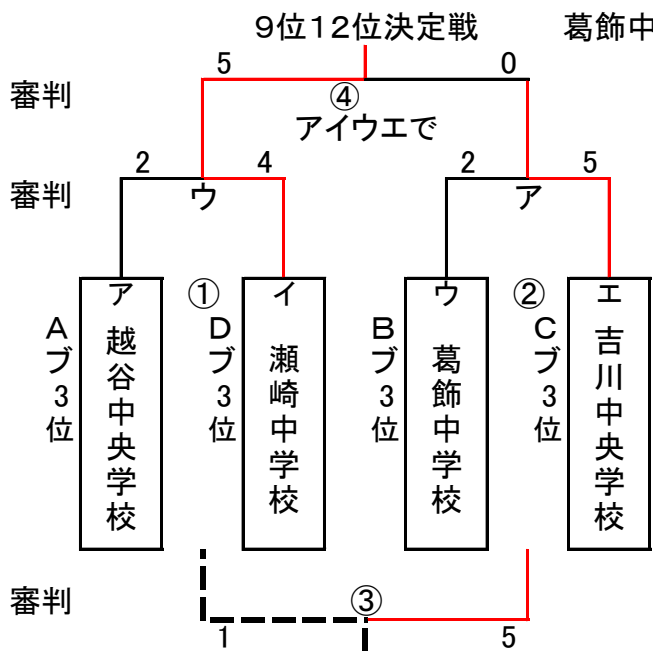 9位12位決定戦 葛飾中
5 0
審判 ④
アイウエで
2 4 2 5
審判 ウ ア
ア ① イ ウ ② エ
Aブ3位
越谷中央学校
Dブ3位
瀬崎中学校
Bブ3位
葛飾中学校
Cブ3位
吉川中央学校
審判 ③
1 5